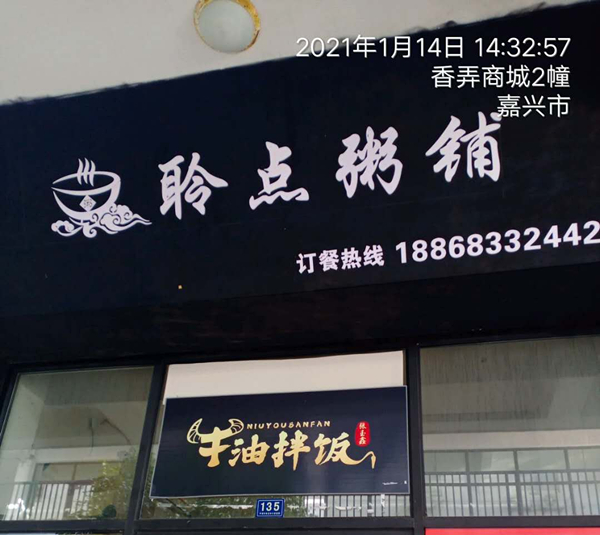 2021年1月14日 14:32:57
香弄商城2幢
嘉兴市
聆点粥铺
订餐热线 18868332442
NIUYOUBANFAN
牛油拌饭
135